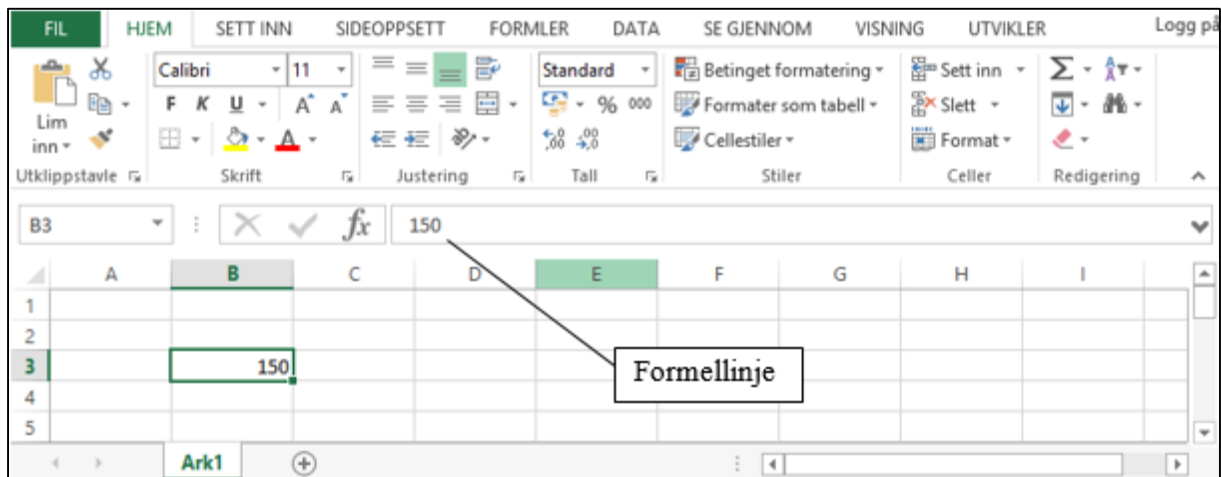 FIL HJEM SETT INN SIDEOPPSETT FORMLER DATA SE GJENNOM VISNING UTVIKLER Logg på
Calibri 11 Standard Betinget formatering Sett inn Σ
Lim inn
F K U A A % 000 Formater som tabell Slett
A ,00 ,0 Cellestiler Format
Utklippstavle Skrift Justering Tall Stiler Celler Redigering
B3 fx 150
A B C D E F G H I
1
2
3 150
Formellinje
4
5
Ark1